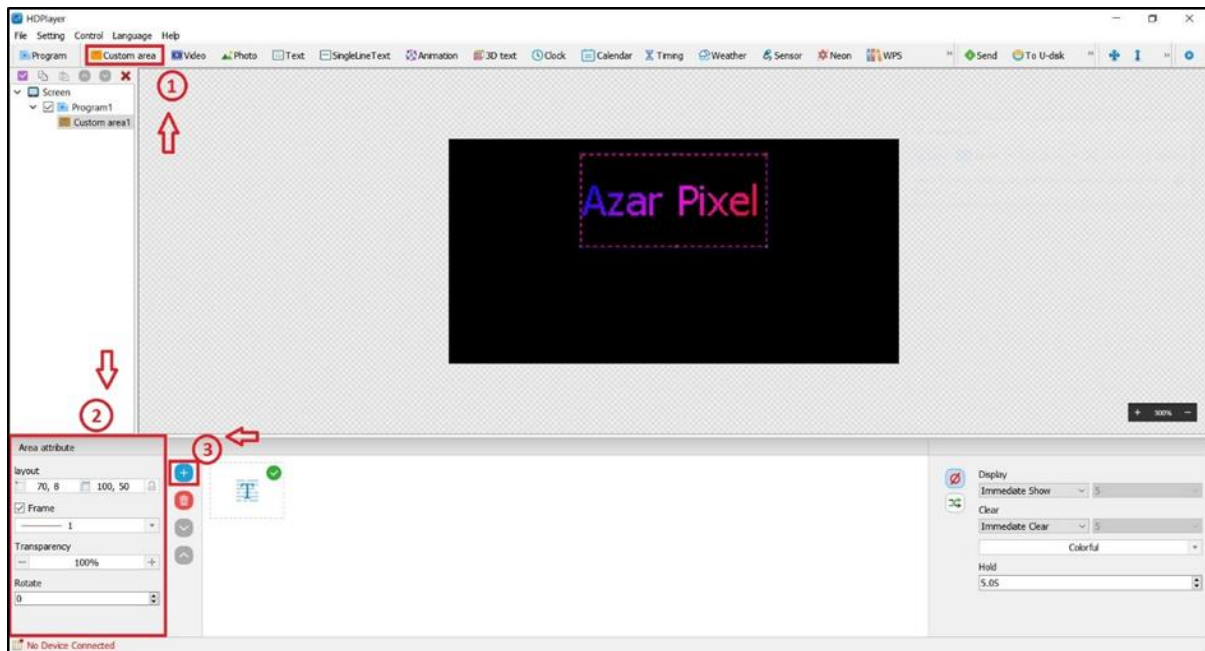 HDPlayer
File Setting Control Language Help
Program Custom area Video Photo Text SingleLineText Animation 3D text Clock Calendar Timing Weather Sensor Neon WPS Send To U-dsk
Screen
Program1
Custom area1
1
Azar Pixel
2
3
+ 300% -
Area attribute
layout
70, 8 100, 50
Frame
1
Transparency
- 100% +
Rotate
0
T
Display
Immediate Show 5
Clear
Immediate Clear 5
Colorful
Hold
5.0S
No Device Connected